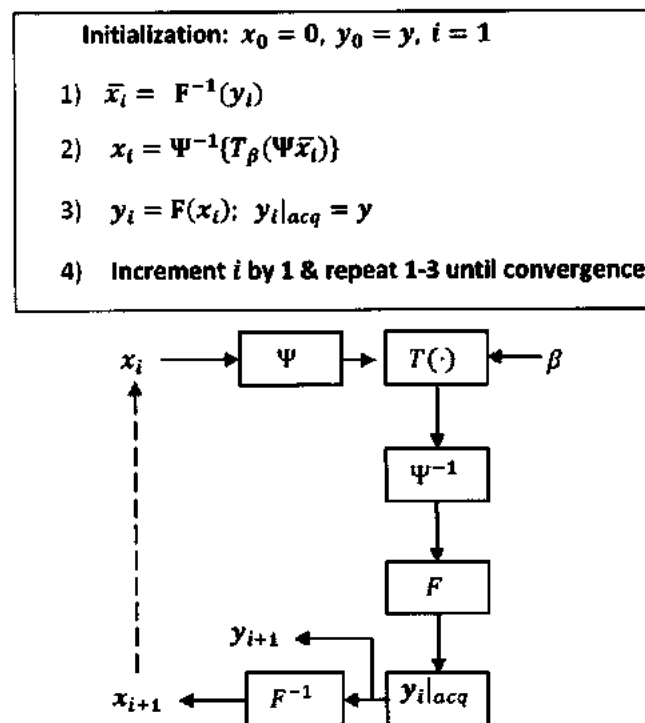 Initialization: x₀ = 0, y₀ = y, i = 1
1) x̄ᵢ = F⁻¹(yᵢ)
2) xᵢ = Ψ⁻¹{T_β(Ψx̄ᵢ)}
3) yᵢ = F(xᵢ); yᵢ|acq = y
4) Increment i by 1 & repeat 1-3 until convergence
xᵢ Ψ T(·) β
Ψ⁻¹
F
yᵢ₊₁
xᵢ₊₁ F⁻¹ yᵢ|acq